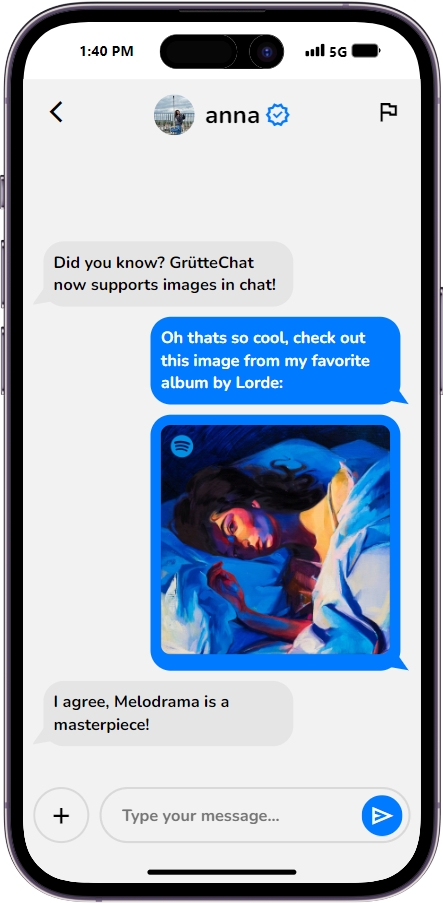 1:40 PM
5G
anna
Did you know? GrütteChat
now supports images in chat!
Oh thats so cool, check out
this image from my favorite
album by Lorde:
I agree, Melodrama is a
masterpiece!
Type your message...